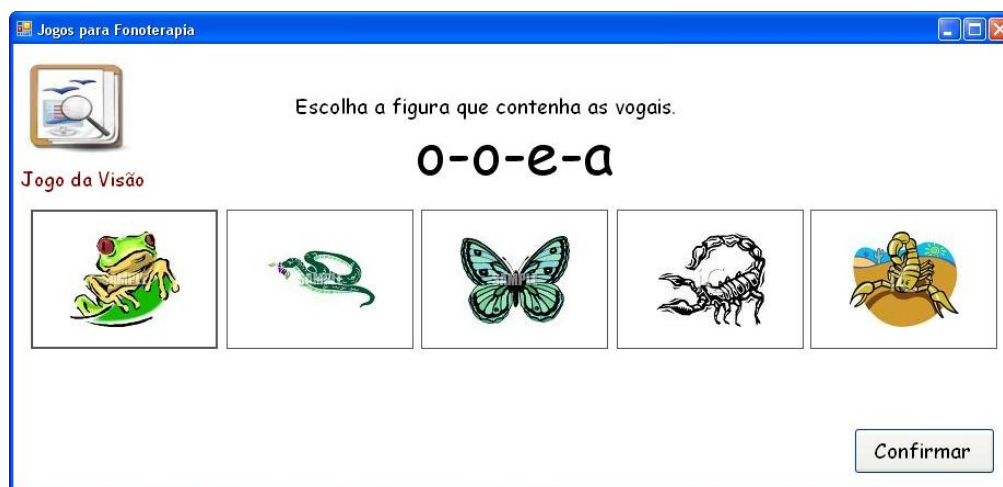 Jogos para Fonoterapia
Escolha a figura que contenha as vogais.
o-o-e-a
Jogo da Visão
Confirmar